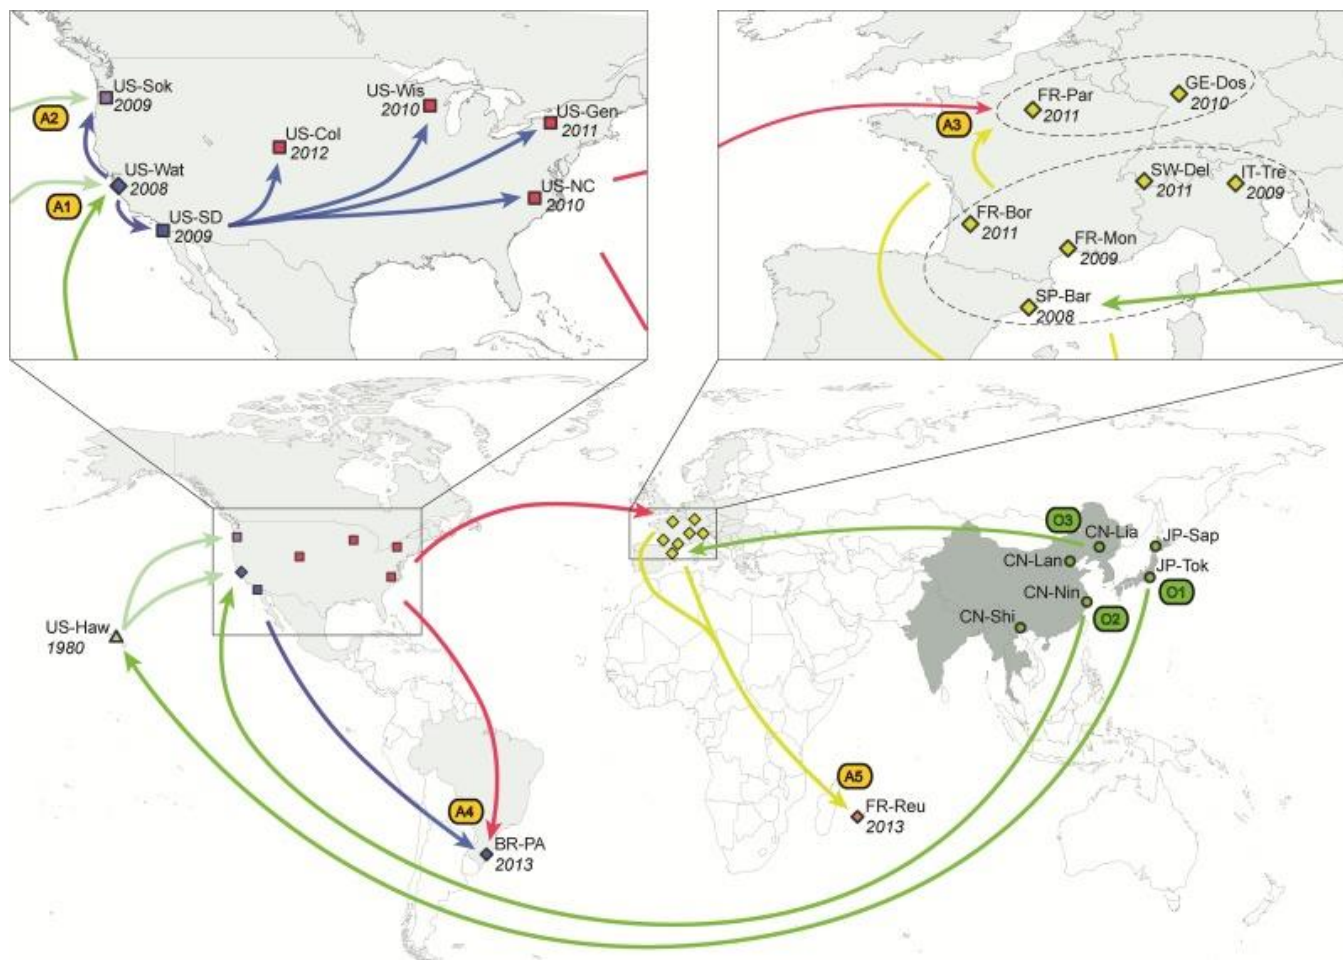 US-Sok
2009
A2
US-Wat
2008
A1
US-SD
2009
US-Col
2012
US-Wis
2010
US-Gen
2011
US-NC
2010
FR-Par
2011
GE-Dos
2010
A3
SW-Del
2011
IT-Tre
2009
FR-Bor
2011
FR-Mon
2009
SP-Bar
2008
US-Haw
1980
O3
CN-Lia
JP-Sap
CN-Lan
JP-Tok
O1
CN-Nin
O2
CN-Shi
A4
BR-PA
2013
A5
FR-Reu
2013